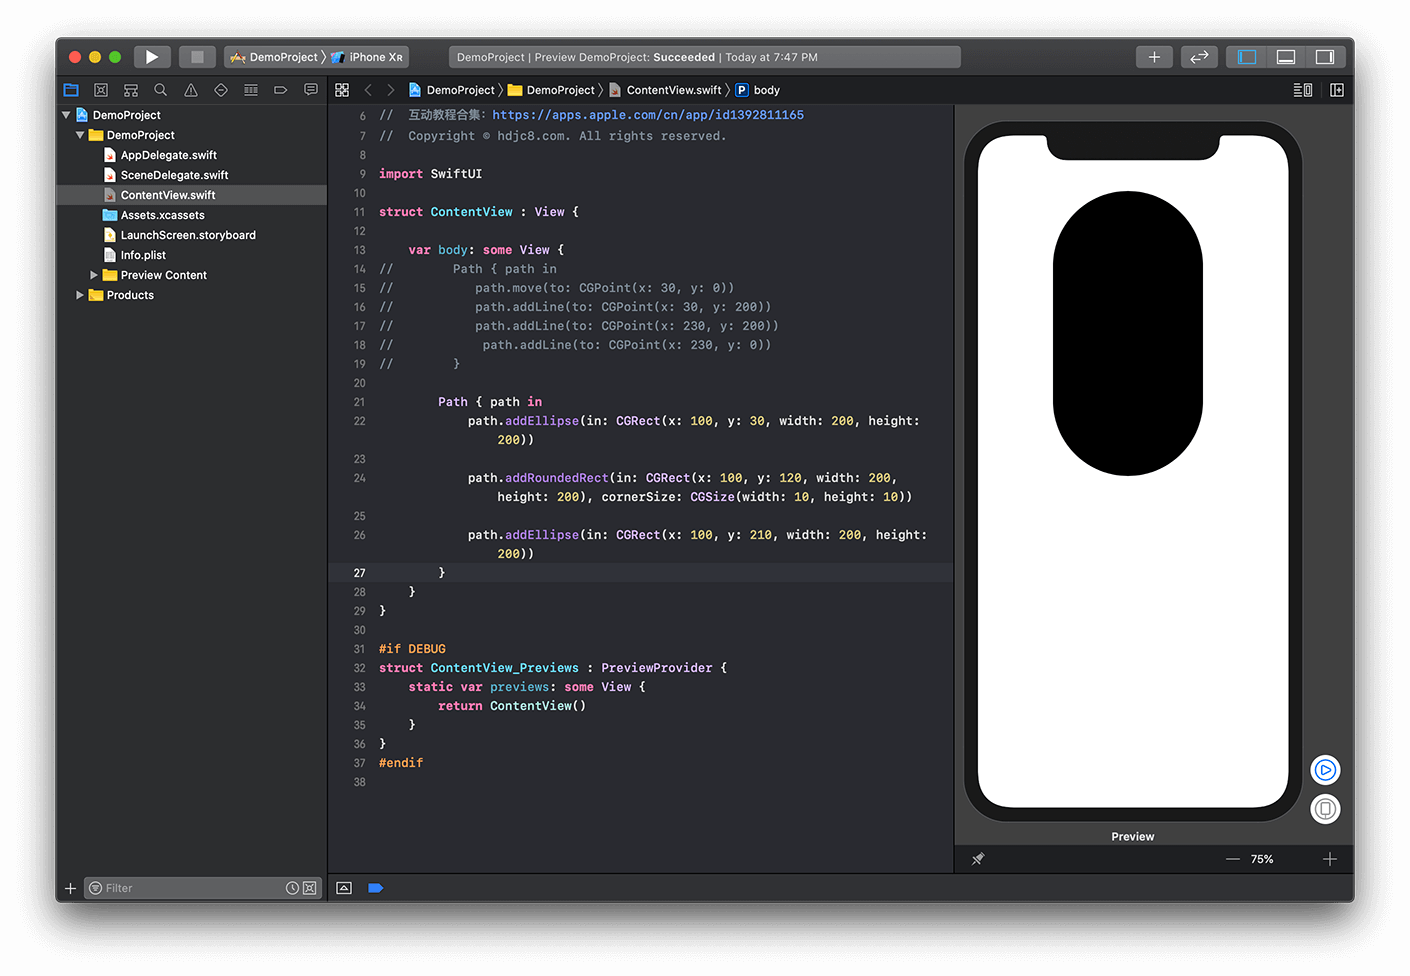 DemoProject 〉 iPhone XR
DemoProject | Preview DemoProject: Succeeded | Today at 7:47 PM
DemoProject 〉 DemoProject 〉 ContentView.swift 〉 P body
DemoProject
DemoProject
AppDelegate.swift
SceneDelegate.swift
ContentView.swift
Assets.xcassets
LaunchScreen.storyboard
Info.plist
Preview Content
Products
Filter
6 //  互动教程合集：https://apps.apple.com/cn/app/id1392811165
7 //  Copyright © hdjc8.com. All rights reserved.
8
9 import SwiftUI
10
11 struct ContentView : View {
12
13     var body: some View {
14 //        Path { path in
15 //           path.move(to: CGPoint(x: 30, y: 0))
16 //           path.addLine(to: CGPoint(x: 30, y: 200))
17 //           path.addLine(to: CGPoint(x: 230, y: 200))
18 //            path.addLine(to: CGPoint(x: 230, y: 0))
19 //        }
20
21         Path { path in
22             path.addEllipse(in: CGRect(x: 100, y: 30, width: 200, height:
                200))
23
24             path.addRoundedRect(in: CGRect(x: 100, y: 120, width: 200,
                height: 200), cornerSize: CGSize(width: 10, height: 10))
25
26             path.addEllipse(in: CGRect(x: 100, y: 210, width: 200, height:
                200))
27         }
28     }
29 }
30
31 #if DEBUG
32 struct ContentView_Previews : PreviewProvider {
33     static var previews: some View {
34         return ContentView()
35     }
36 }
37 #endif
38
Preview
75%